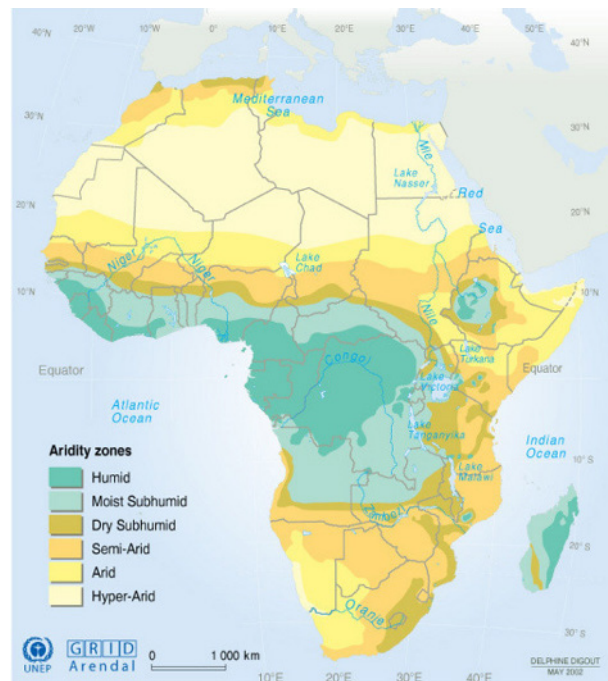 40°N
20°W
10°W
0°
10°E
20°E
30°E
40°E
50°E
40°N
30°N
Mediterranean
Sea
30°N
Nile
Lake
Nasser
Red
Sea
20°N
20°N
Niger
Niger
Lake
Chad
10°N
10°N
Nile
Lake
Turkana
Congo
Equator
Lake
Victoria
Equator
Atlantic
Ocean
Lake
Tanganyika
Indian
Ocean
10° S
Lake
Malawi
Aridity zones
Humid
Moist Subhumid
Dry Subhumid
Semi-Arid
Arid
Hyper-Arid
Zambezi
20° S
Oranje
30° S
UNEP
GRID
Arendal
0
1 000 km
10°E
20°E
30°E
40°E
DELPHINE DIGOUT
MAY 2002